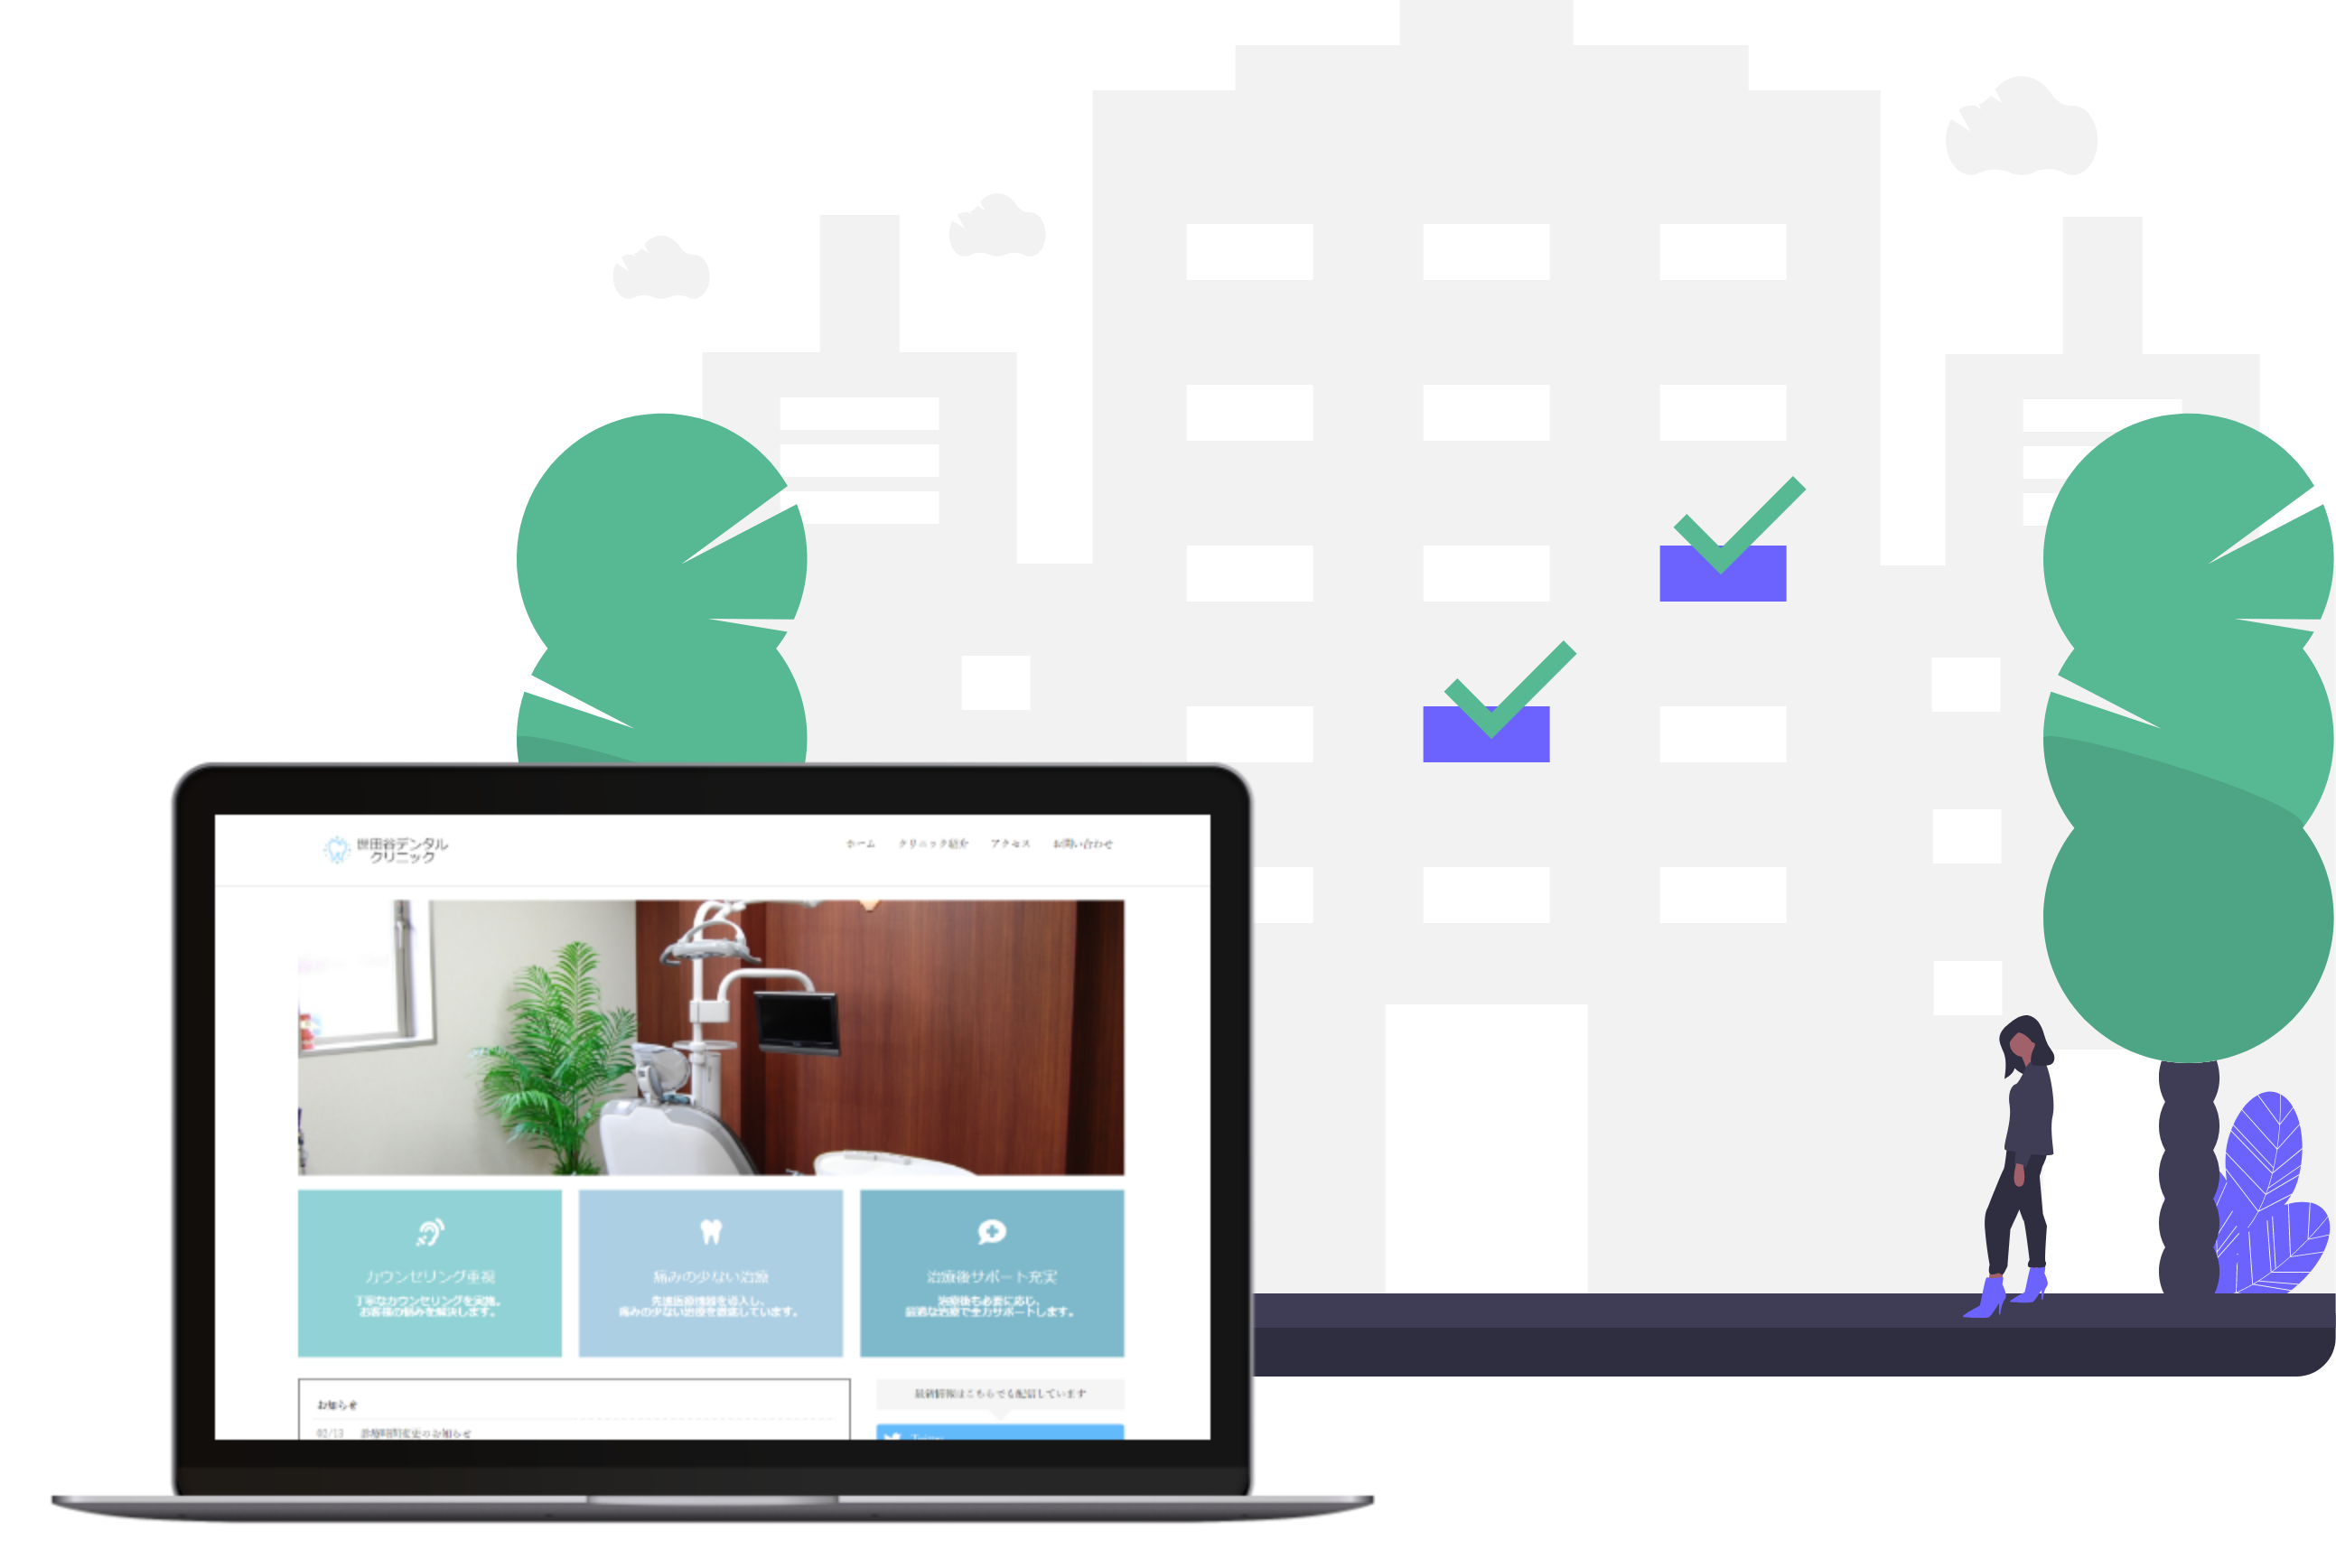 世田谷デンタル
クリニック
ホーム
クリニック紹介
アクセス
お問い合わせ
カウンセリング重視
丁寧なカウンセリングを実施。
お客様の悩みを解決します。
痛みの少ない治療
先進医療機器を導入し、
痛みの少ない治療を徹底しています。
治療後サポート充実
治療後も必要に応じ、
最適な治療で全力サポートします。
お知らせ
02/13 診療時間変更のお知らせ
最新情報はこちらでも配信しています